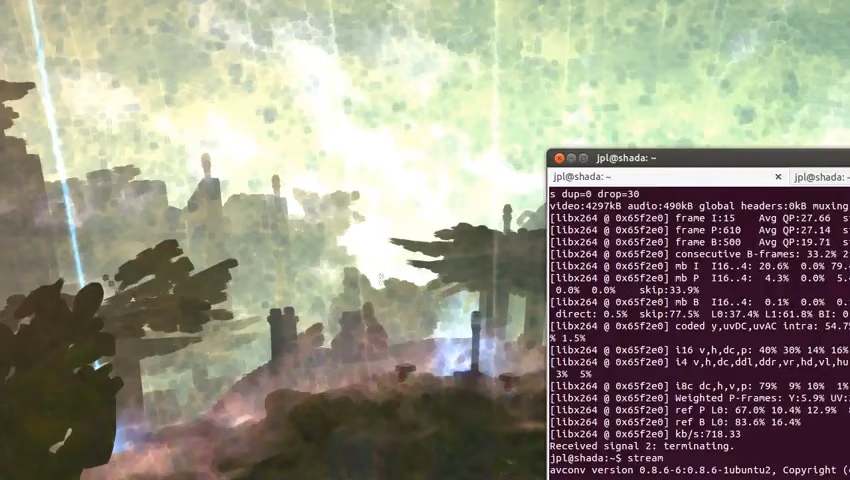 jpl@shada: ~
jpl@shada: ~ × jpl@shada: ~
s dup=0 drop=30
video:4297kB audio:490kB global headers:0kB muxing
[libx264 @ 0x65f2e0] frame I:15 Avg QP:27.66 s
[libx264 @ 0x65f2e0] frame P:610 Avg QP:27.14 s
[libx264 @ 0x65f2e0] frame B:500 Avg QP:19.71 s
[libx264 @ 0x65f2e0] consecutive B-frames: 33.2% 2
[libx264 @ 0x65f2e0] mb I I16..4: 20.6% 0.0% 79.
[libx264 @ 0x65f2e0] mb P I16..4: 4.3% 0.0% 5.
0.0% 0.0% skip:33.9%
[libx264 @ 0x65f2e0] mb B I16..4: 0.1% 0.0% 0.
direct: 0.5% skip:77.5% L0:37.4% L1:61.8% BI: 0
[libx264 @ 0x65f2e0] coded y,uvDC,uvAC intra: 54.7
% 1.5%
[libx264 @ 0x65f2e0] i16 v,h,dc,p: 40% 30% 14% 16%
[libx264 @ 0x65f2e0] i4 v,h,dc,ddl,ddr,vr,hd,vl,hu
3% 5%
[libx264 @ 0x65f2e0] i8c dc,h,v,p: 79% 9% 10% 1%
[libx264 @ 0x65f2e0] Weighted P-Frames: Y:5.9% UV:
[libx264 @ 0x65f2e0] ref P L0: 67.0% 10.4% 12.9%
[libx264 @ 0x65f2e0] ref B L0: 83.6% 16.4%
[libx264 @ 0x65f2e0] kb/s:718.33
Received signal 2: terminating.
jpl@shada:~$ stream
avconv version 0.8.6-6:0.8.6-1ubuntu2, Copyright (